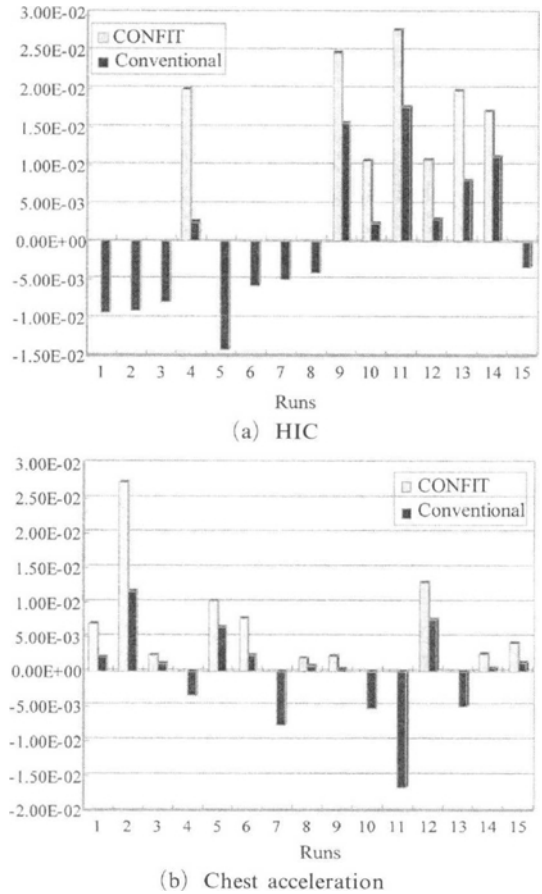 3.00E-02
2.50E-02
2.00E-02
1.50E-02
1.00E-02
5.00E-03
0.00E+00
-5.00E-03
-1.00E-02
-1.50E-02
CONFIT
Conventional
1 2 3 4 5 6 7 8 9 10 11 12 13 14 15
Runs
(a) HIC
3.00E-02
2.50E-02
2.00E-02
1.50E-02
1.00E-02
5.00E-03
0.00E+00
-5.00E-03
-1.00E-02
-1.50E-02
-2.00E-02
CONFIT
Conventional
1 2 3 4 5 6 7 8 9 10 11 12 13 14 15
Runs
(b) Chest acceleration